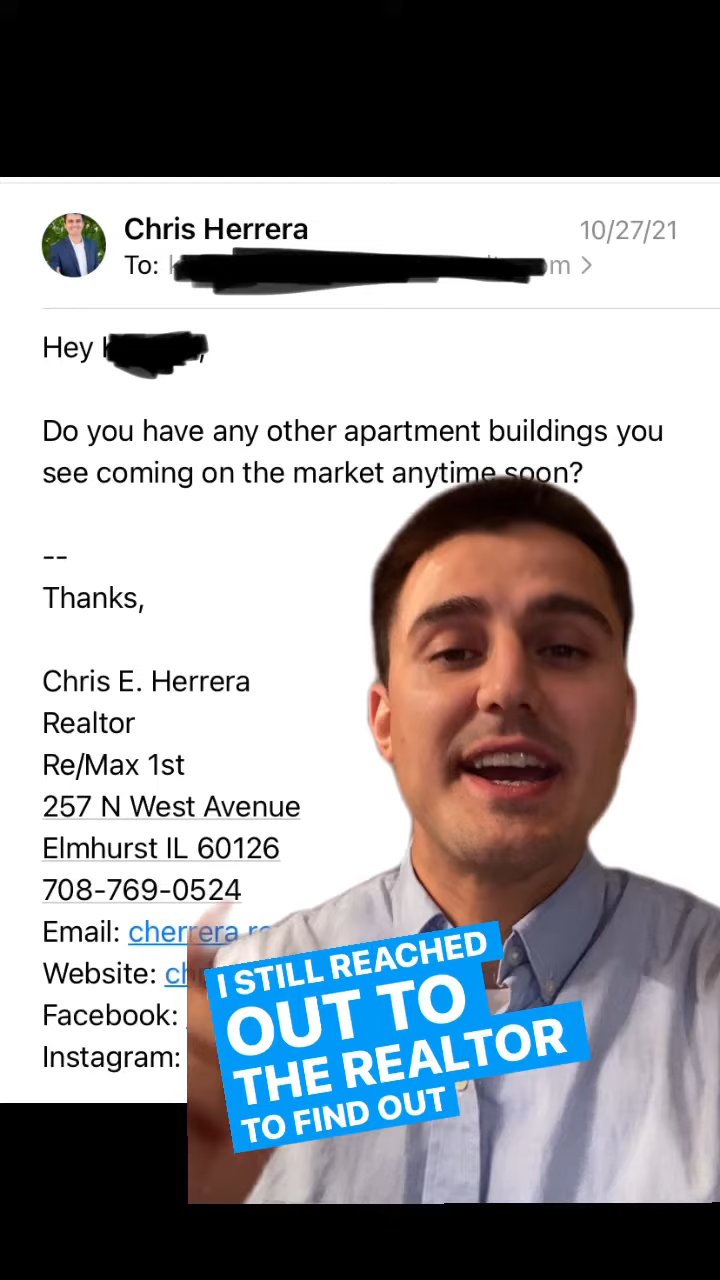 Chris Herrera
10/27/21
To:
Hey
Do you have any other apartment buildings you
see coming on the market anytime soon?
--
Thanks,
Chris E. Herrera
Realtor
Re/Max 1st
257 N West Avenue
Elmhurst IL 60126
708-769-0524
Email: cherrera
Website:
Facebook:
Instagram:
I STILL REACHED
OUT TO
THE REALTOR
TO FIND OUT